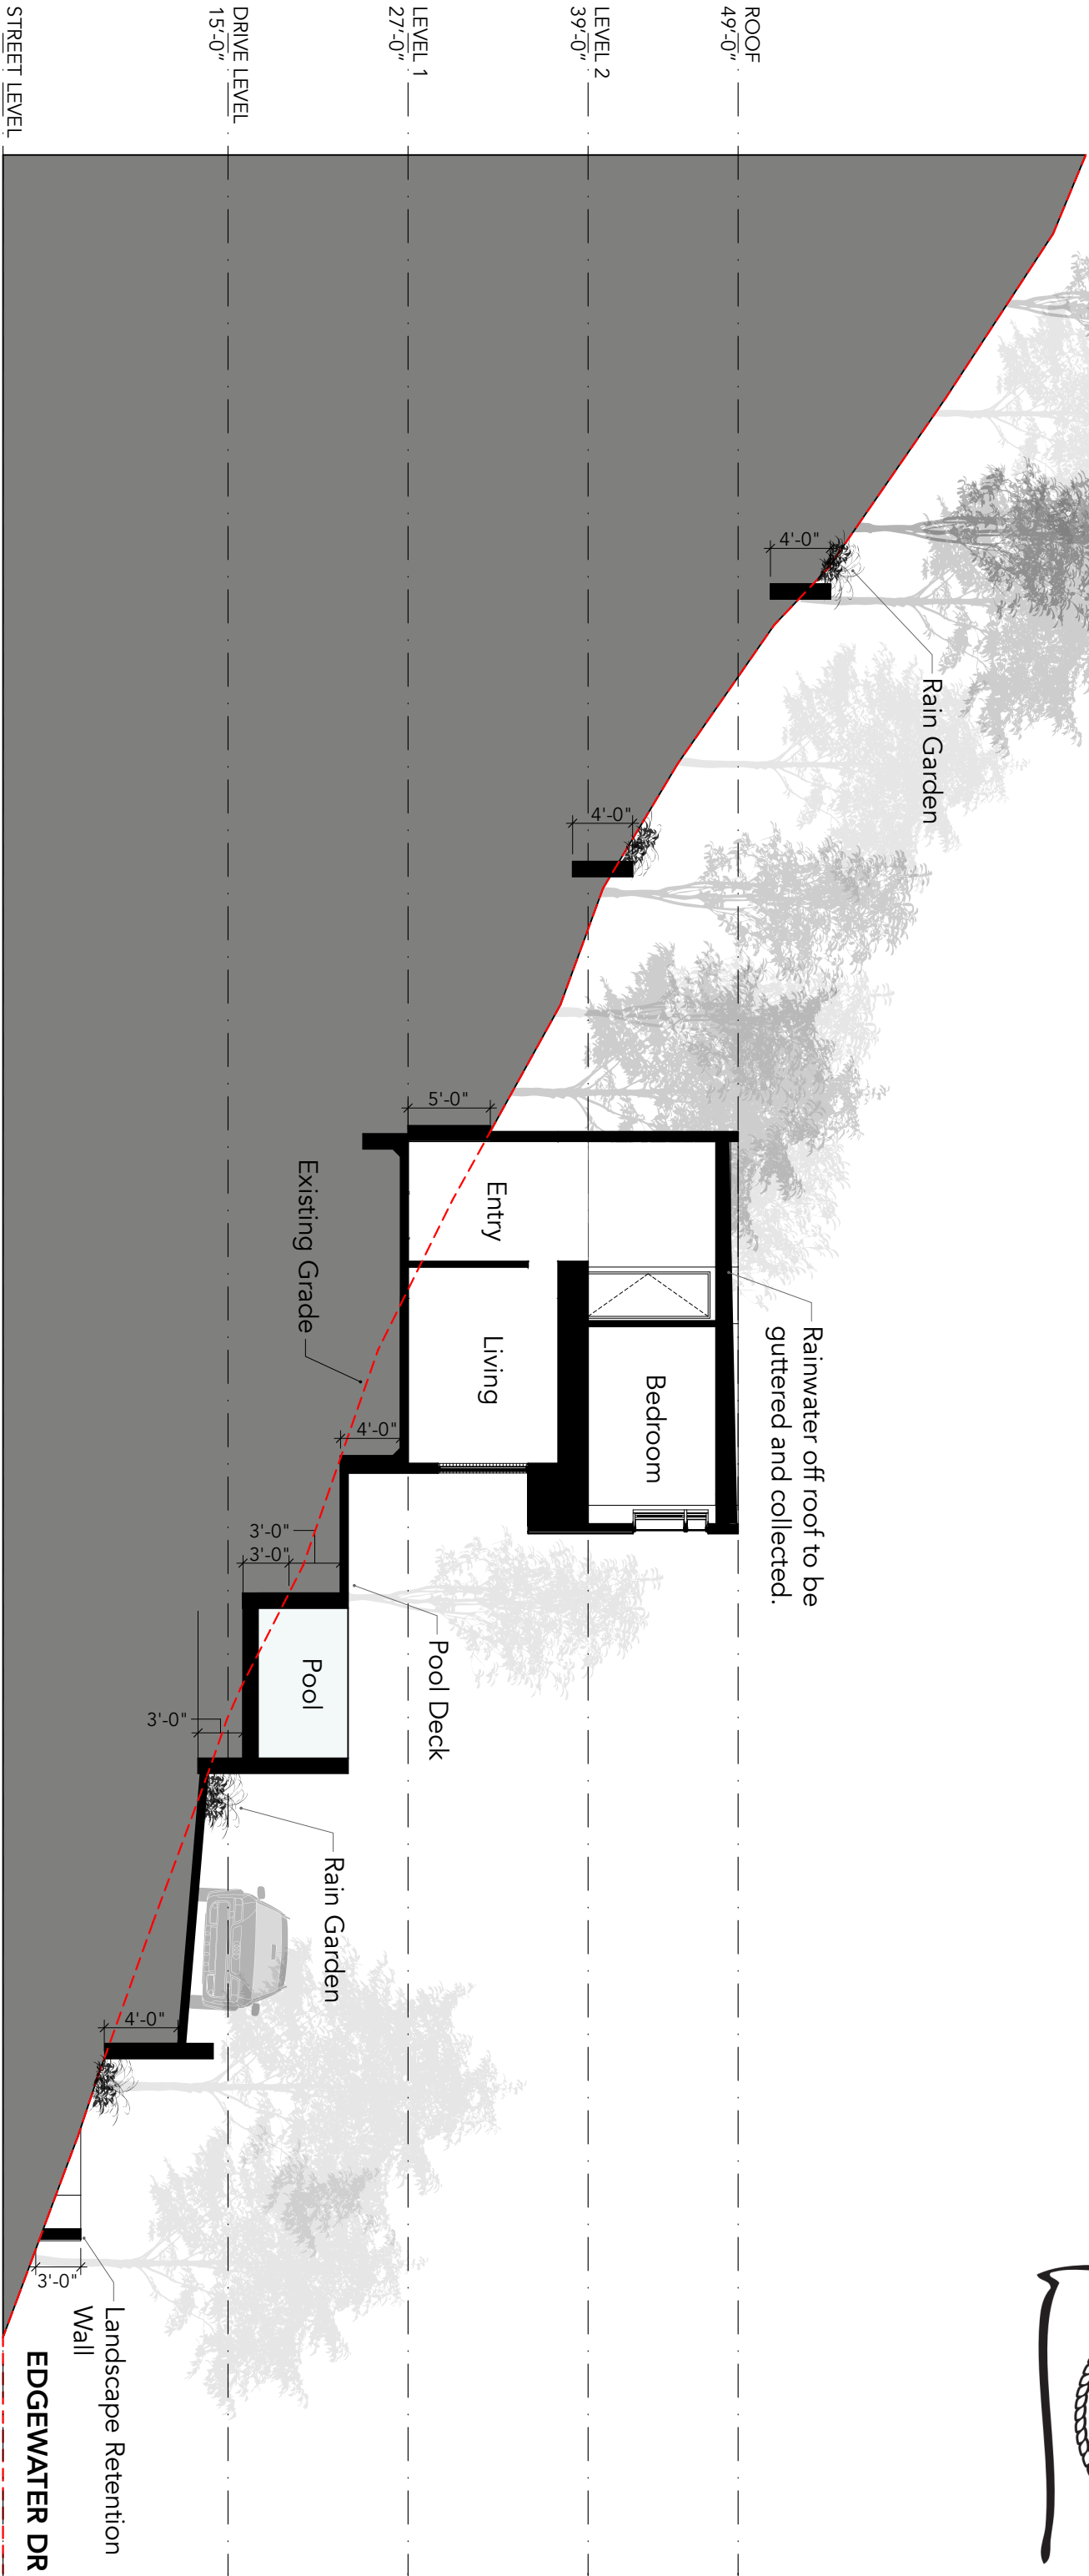 ROOF
49'-0"
LEVEL 2
39'-0"
LEVEL 1
27'-0"
DRIVE LEVEL
15'-0"
STREET LEVEL
4'-0"
Rain Garden
4'-0"
5'-0"
Entry
Living
Bedroom
Rainwater off roof to be
guttered and collected.
Existing Grade
4'-0"
3'-0"
3'-0"
Pool Deck
Pool
3'-0"
Rain Garden
4'-0"
3'-0"
Landscape Retention
Wall
EDGEWATER DR